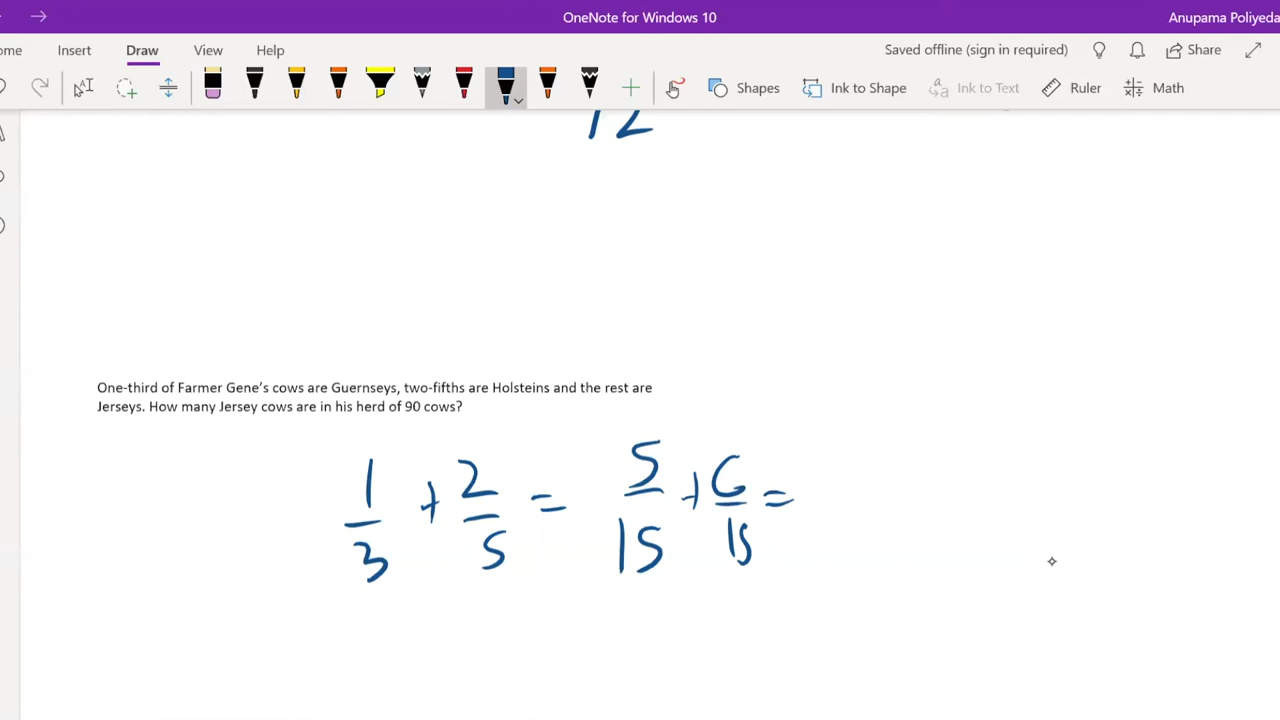 OneNote for Windows 10
Anupama Poliyeda
ome Insert Draw View Help
Saved offline (sign in required) Share
Shapes Ink to Shape Ink to Text Ruler Math
12
One-third of Farmer Gene's cows are Guernseys, two-fifths are Holsteins and the rest are
Jerseys. How many Jersey cows are in his herd of 90 cows?
1/3 + 2/5 = 5/15 + 6/15 =